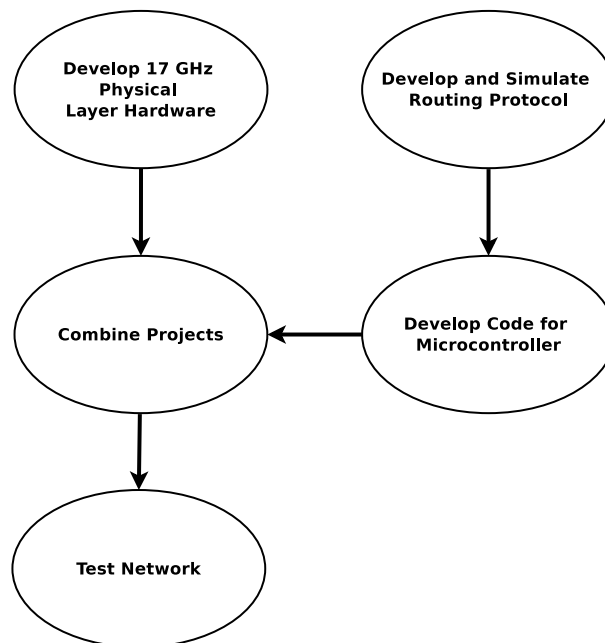 Develop 17 GHz
Physical
Layer Hardware
Develop and Simulate
Routing Protocol
Combine Projects
Develop Code for
Microcontroller
Test Network